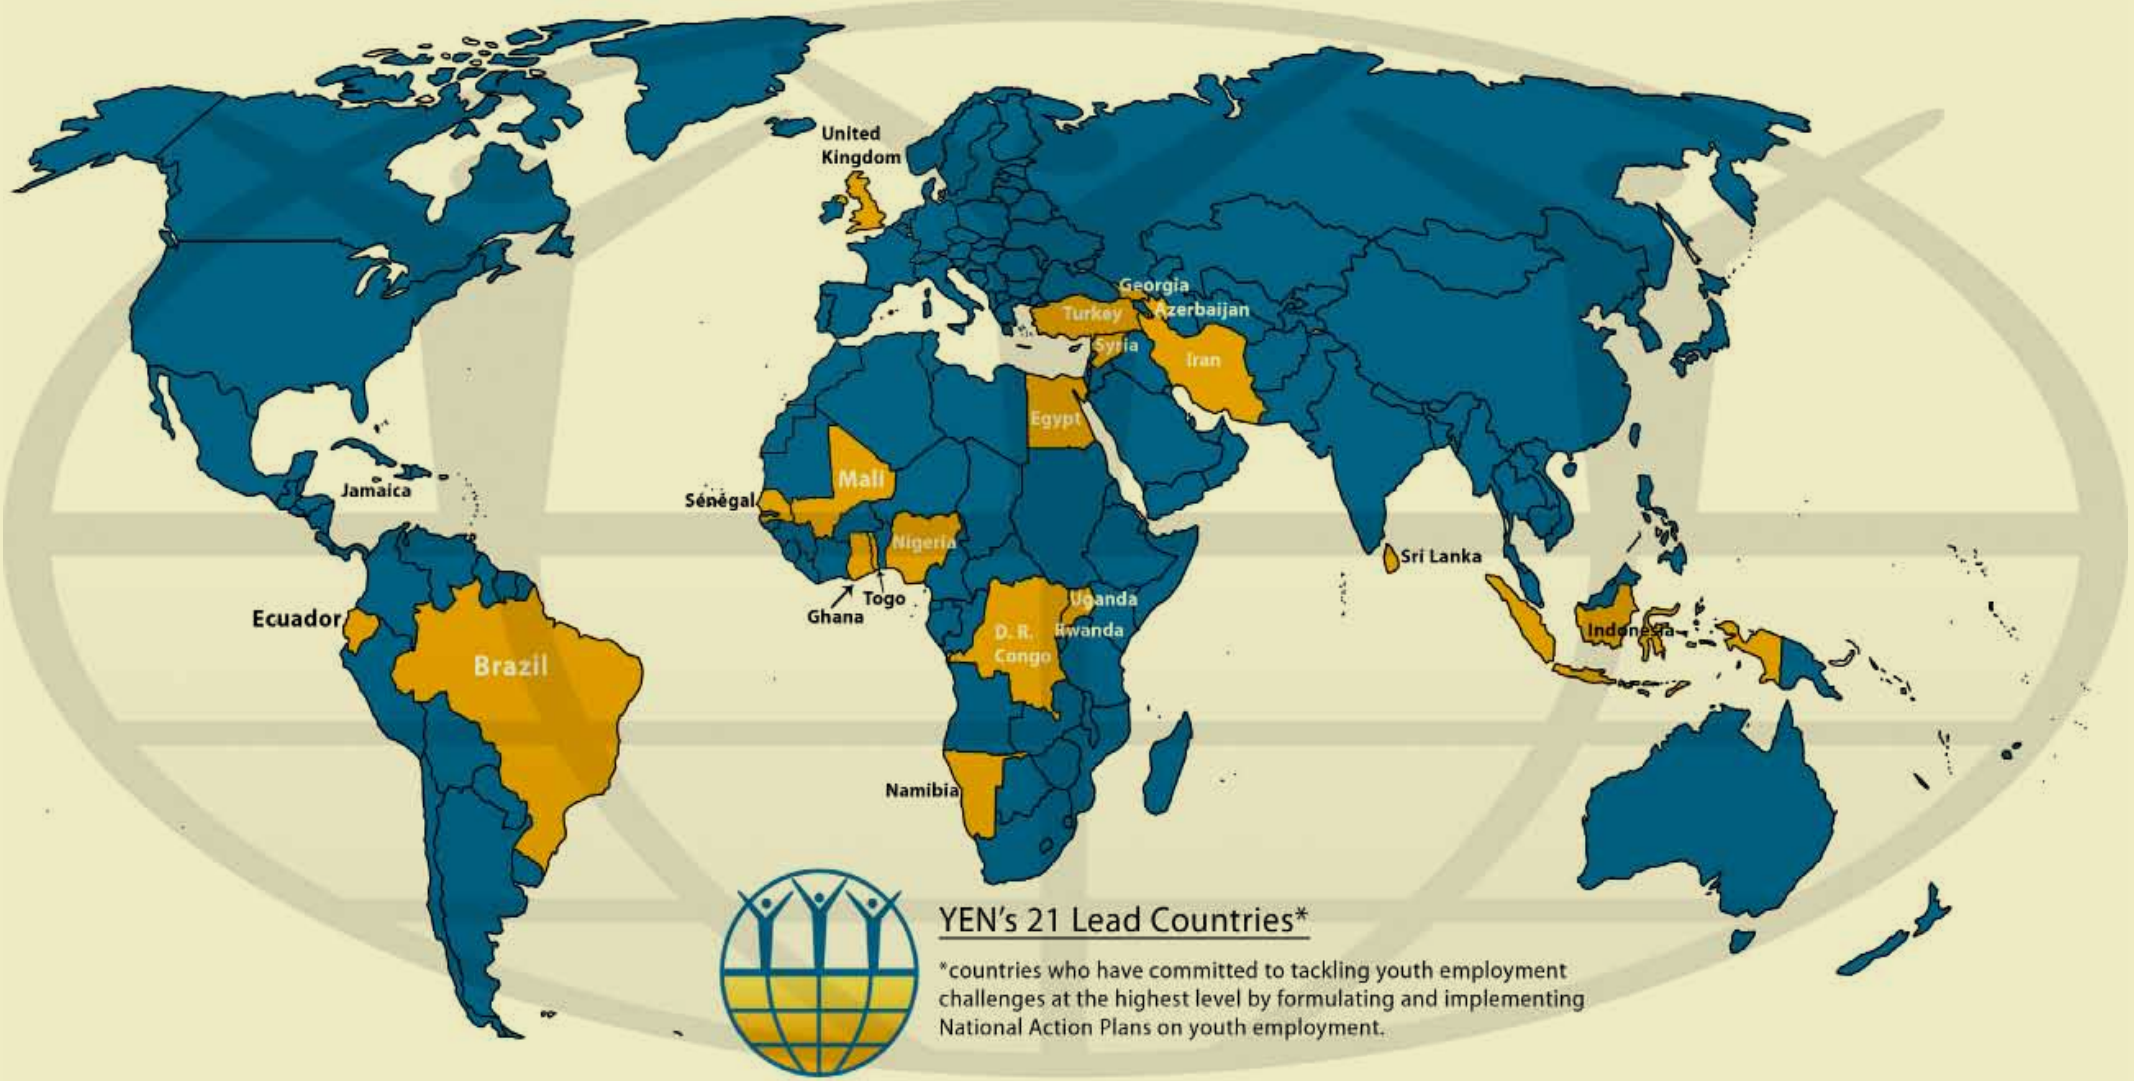 United
Kingdom
Georgia
Azerbaijan
Turkey
Syria
Iran
Egypt
Mali
Jamaica
Sénégal
Nigeria
Sri Lanka
Togo
Ghana
Uganda
Ecuador
Rwanda
D. R.
Congo
Indonesia
Brazil
Namibia
YEN's 21 Lead Countries*
*countries who have committed to tackling youth employment
challenges at the highest level by formulating and implementing
National Action Plans on youth employment.